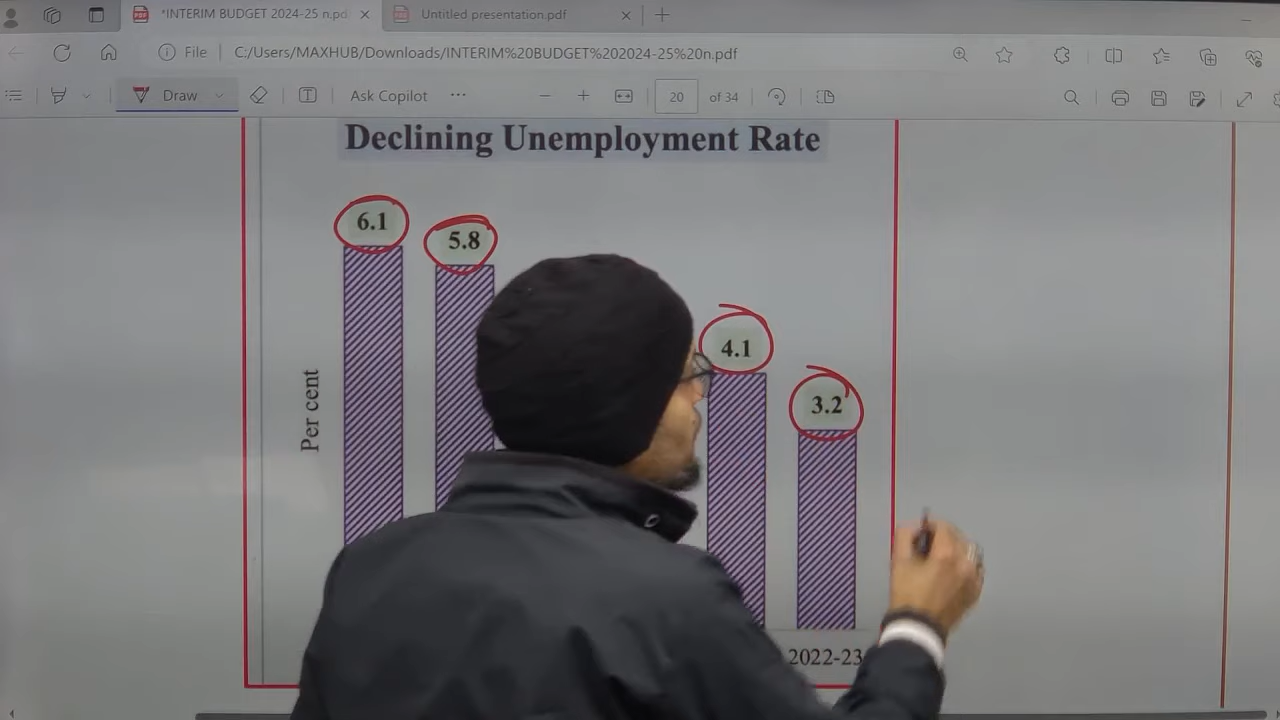 *INTERIM BUDGET 2024-25 n.pd
Untitled presentation.pdf
File
C:/Users/MAXHUB/Downloads/INTERIM%20BUDGET%202024-25%20n.pdf
Draw
Ask Copilot
20 of 34
Declining Unemployment Rate
6.1
5.8
4.1
3.2
Per cent
2022-23